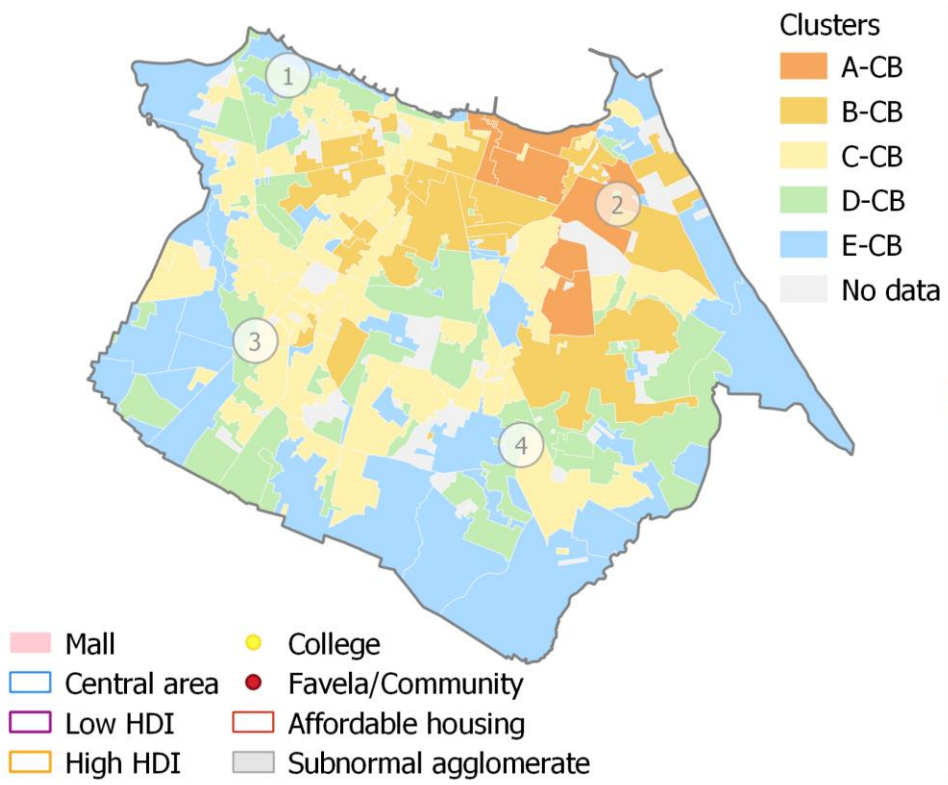 Clusters
A-CB
B-CB
C-CB
D-CB
E-CB
No data
1
2
3
4
Mall
College
Central area
Favela/Community
Low HDI
Affordable housing
High HDI
Subnormal agglomerate